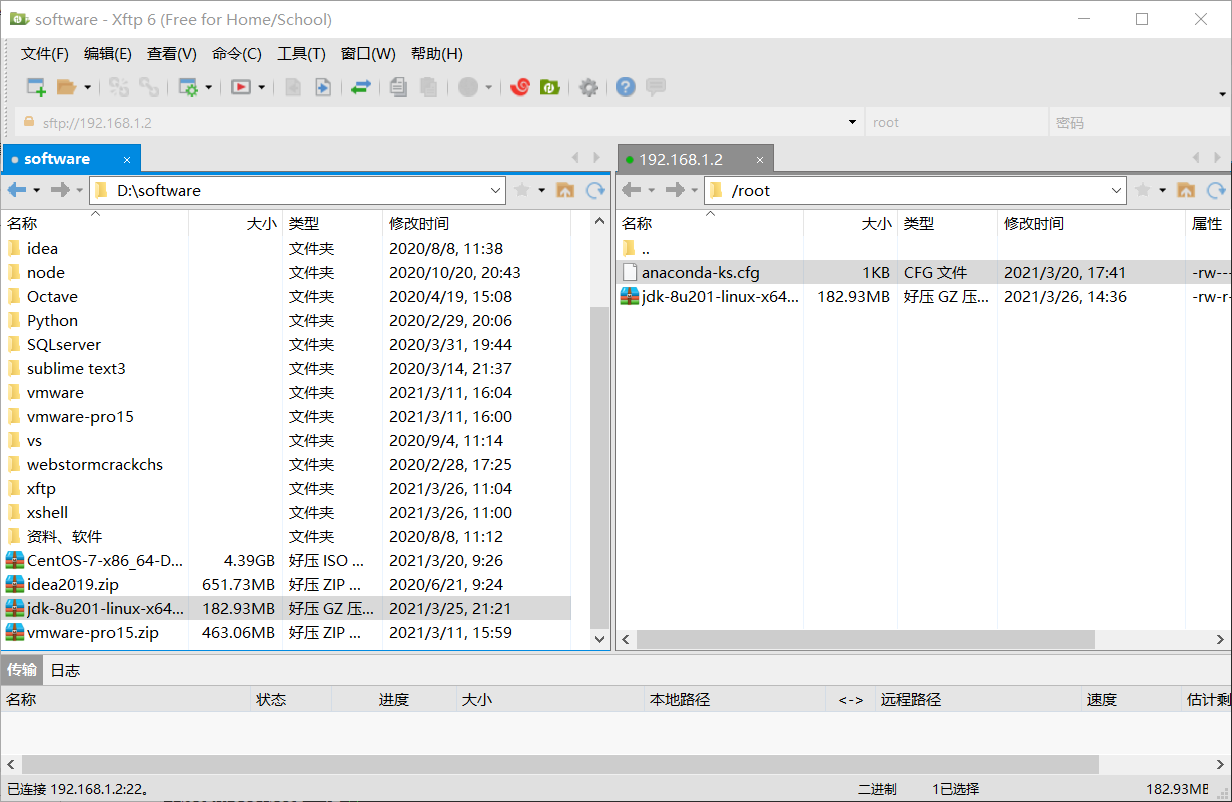 software - Xftp 6 (Free for Home/School)
文件(F) 编辑(E) 查看(V) 命令(C) 工具(T) 窗口(W) 帮助(H)
sftp://192.168.1.2 root 密码
software × 192.168.1.2 ×
D:\software /root
名称 大小 类型 修改时间
idea 文件夹 2020/8/8, 11:38
node 文件夹 2020/10/20, 20:43
Octave 文件夹 2020/4/19, 15:08
Python 文件夹 2020/2/29, 20:06
SQLserver 文件夹 2020/3/31, 19:44
sublime text3 文件夹 2020/3/14, 21:37
vmware 文件夹 2021/3/11, 16:04
vmware-pro15 文件夹 2021/3/11, 16:00
vs 文件夹 2020/9/4, 11:14
webstormcrackchs 文件夹 2020/2/28, 17:25
xftp 文件夹 2021/3/26, 11:04
xshell 文件夹 2021/3/26, 11:00
资料、软件 文件夹 2020/8/8, 11:12
CentOS-7-x86_64-D... 4.39GB 好压 ISO ... 2021/3/20, 9:26
idea2019.zip 651.73MB 好压 ZIP ... 2020/6/21, 9:24
jdk-8u201-linux-x64... 182.93MB 好压 GZ 压... 2021/3/25, 21:21
vmware-pro15.zip 463.06MB 好压 ZIP ... 2021/3/11, 15:59
名称 大小 类型 修改时间 属性
..
anaconda-ks.cfg 1KB CFG 文件 2021/3/20, 17:41 -rw---
jdk-8u201-linux-x64... 182.93MB 好压 GZ 压... 2021/3/26, 14:36 -rw-r-
传输 日志
名称 状态 进度 大小 本地路径 <-> 远程路径 速度 估计剩
已连接 192.168.1.2:22。 二进制 1已选择 182.93MB